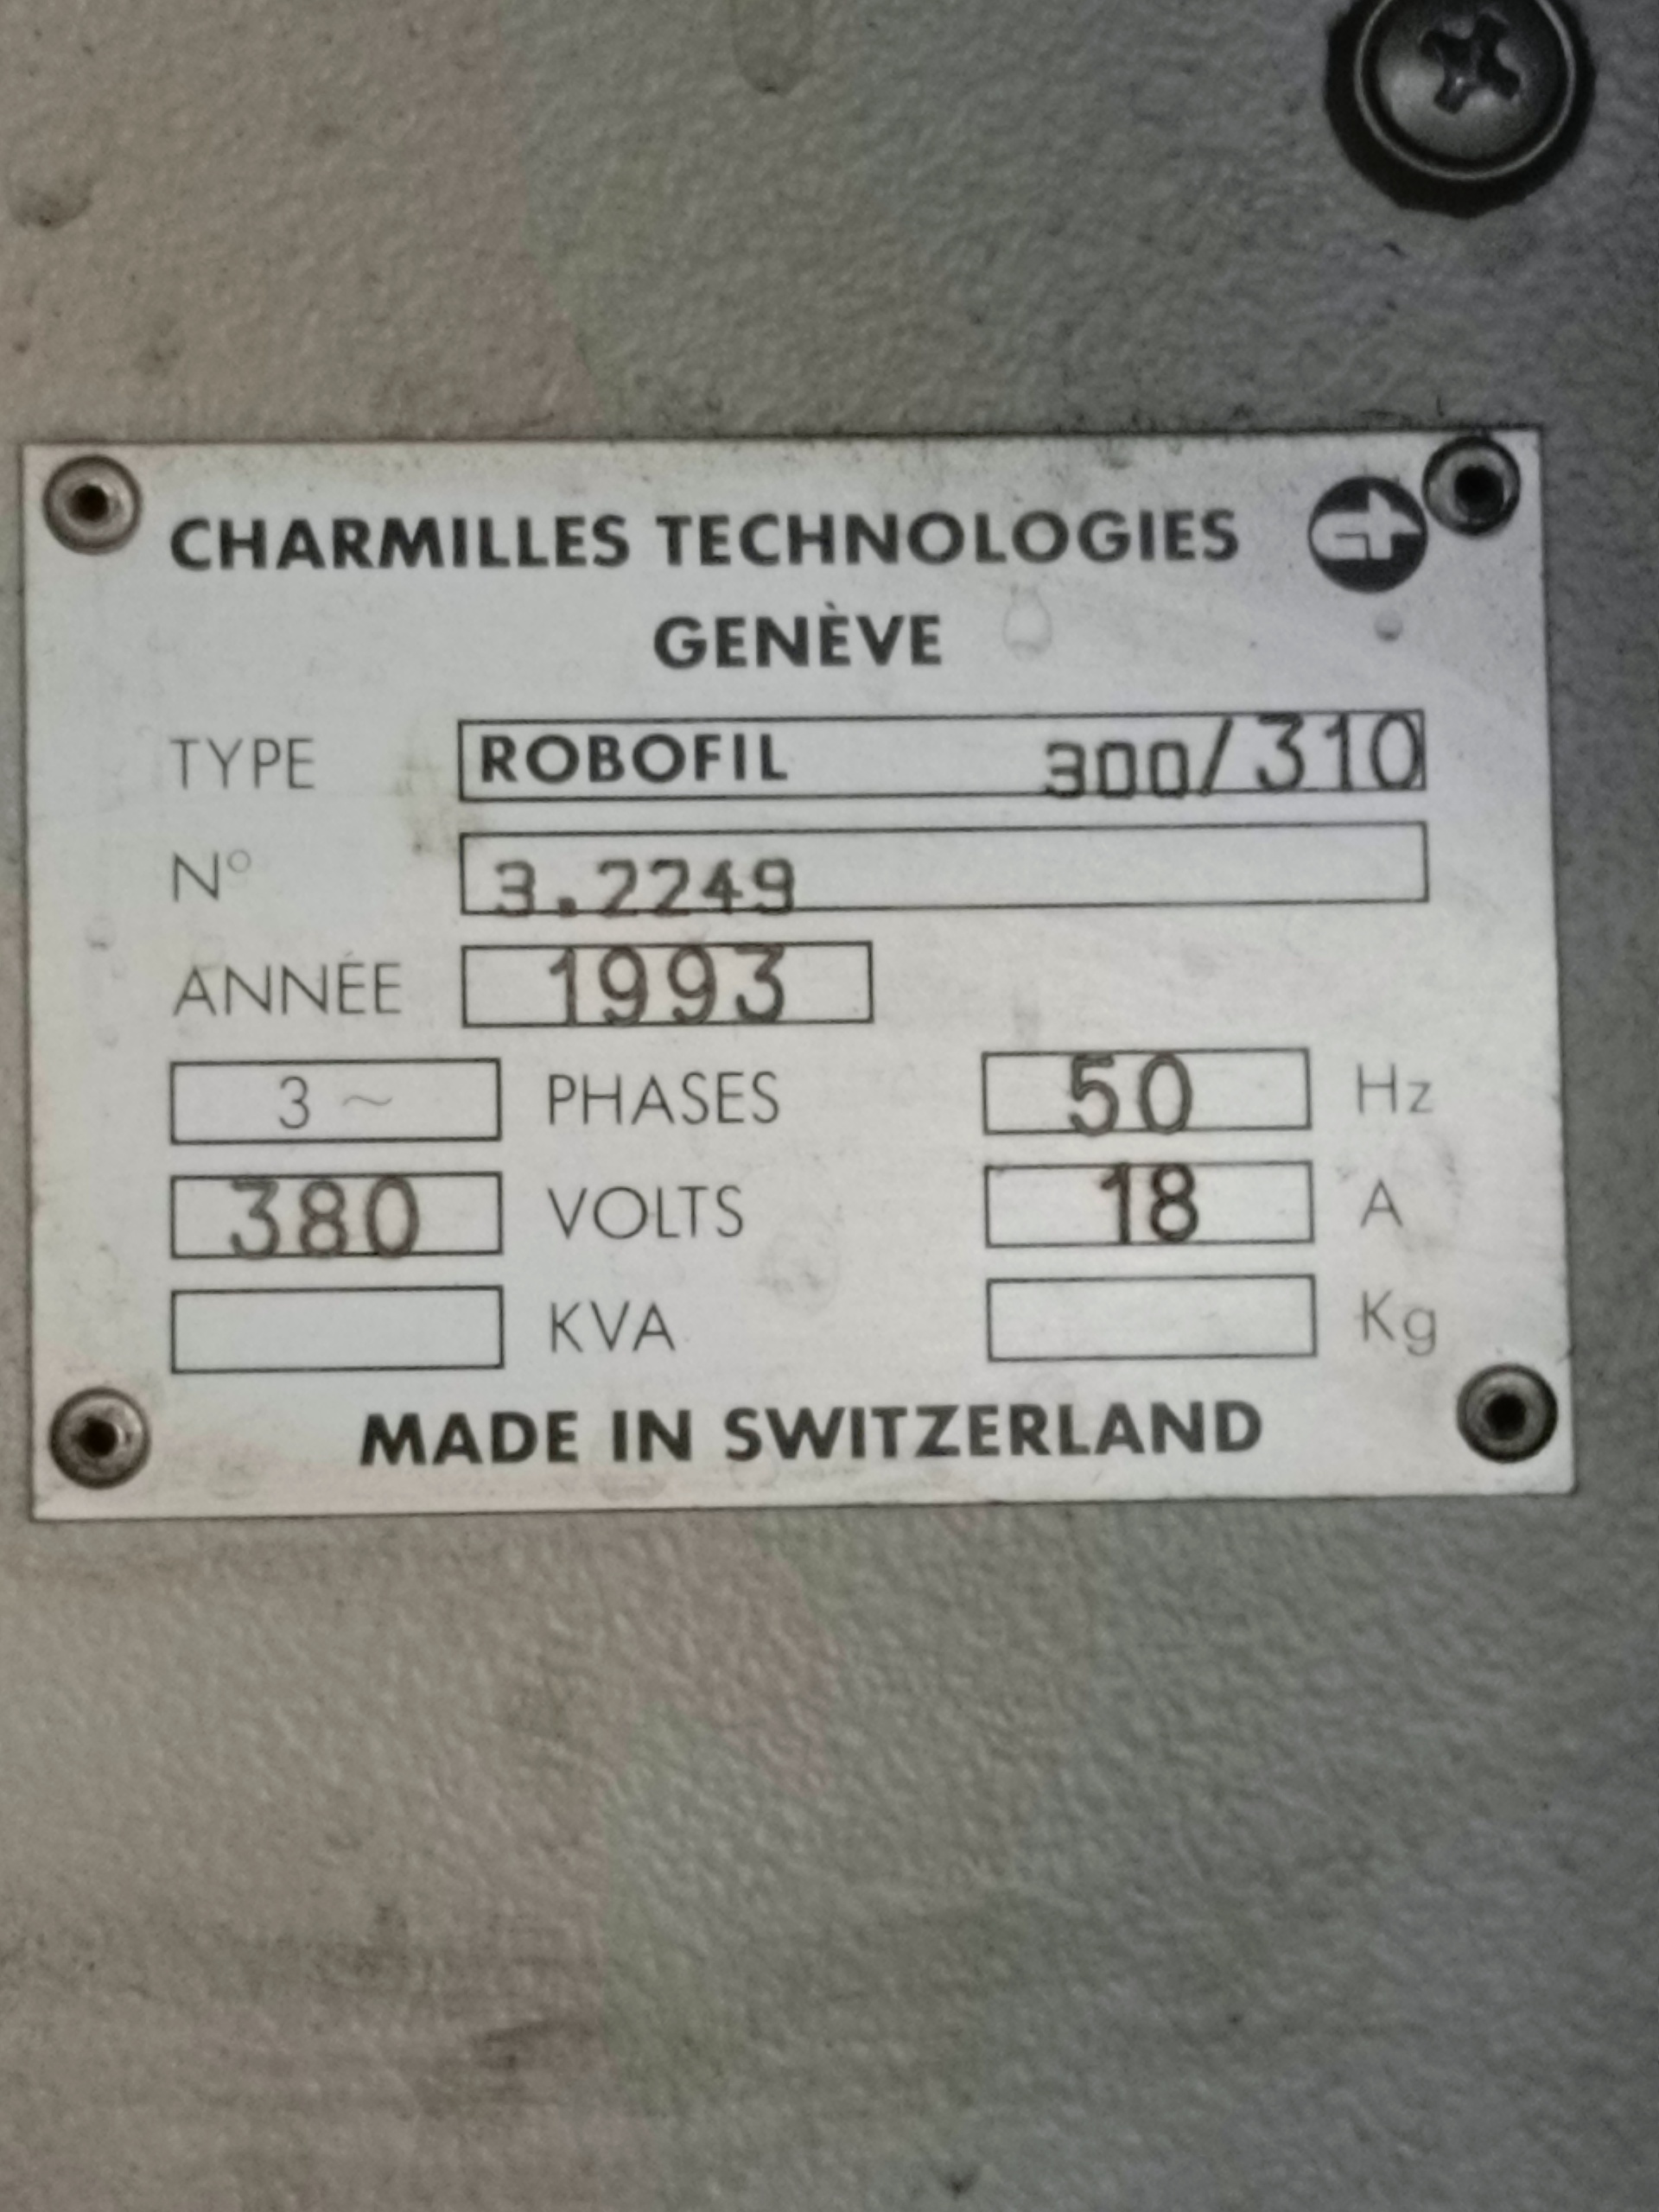 CHARMILLES TECHNOLOGIES
GENÈVE
TYPE ROBOFIL 300/310
N° 3.2249
ANNÉE 1993
3 ~ PHASES 50 Hz
380 VOLTS 18 A
KVA Kg
MADE IN SWITZERLAND